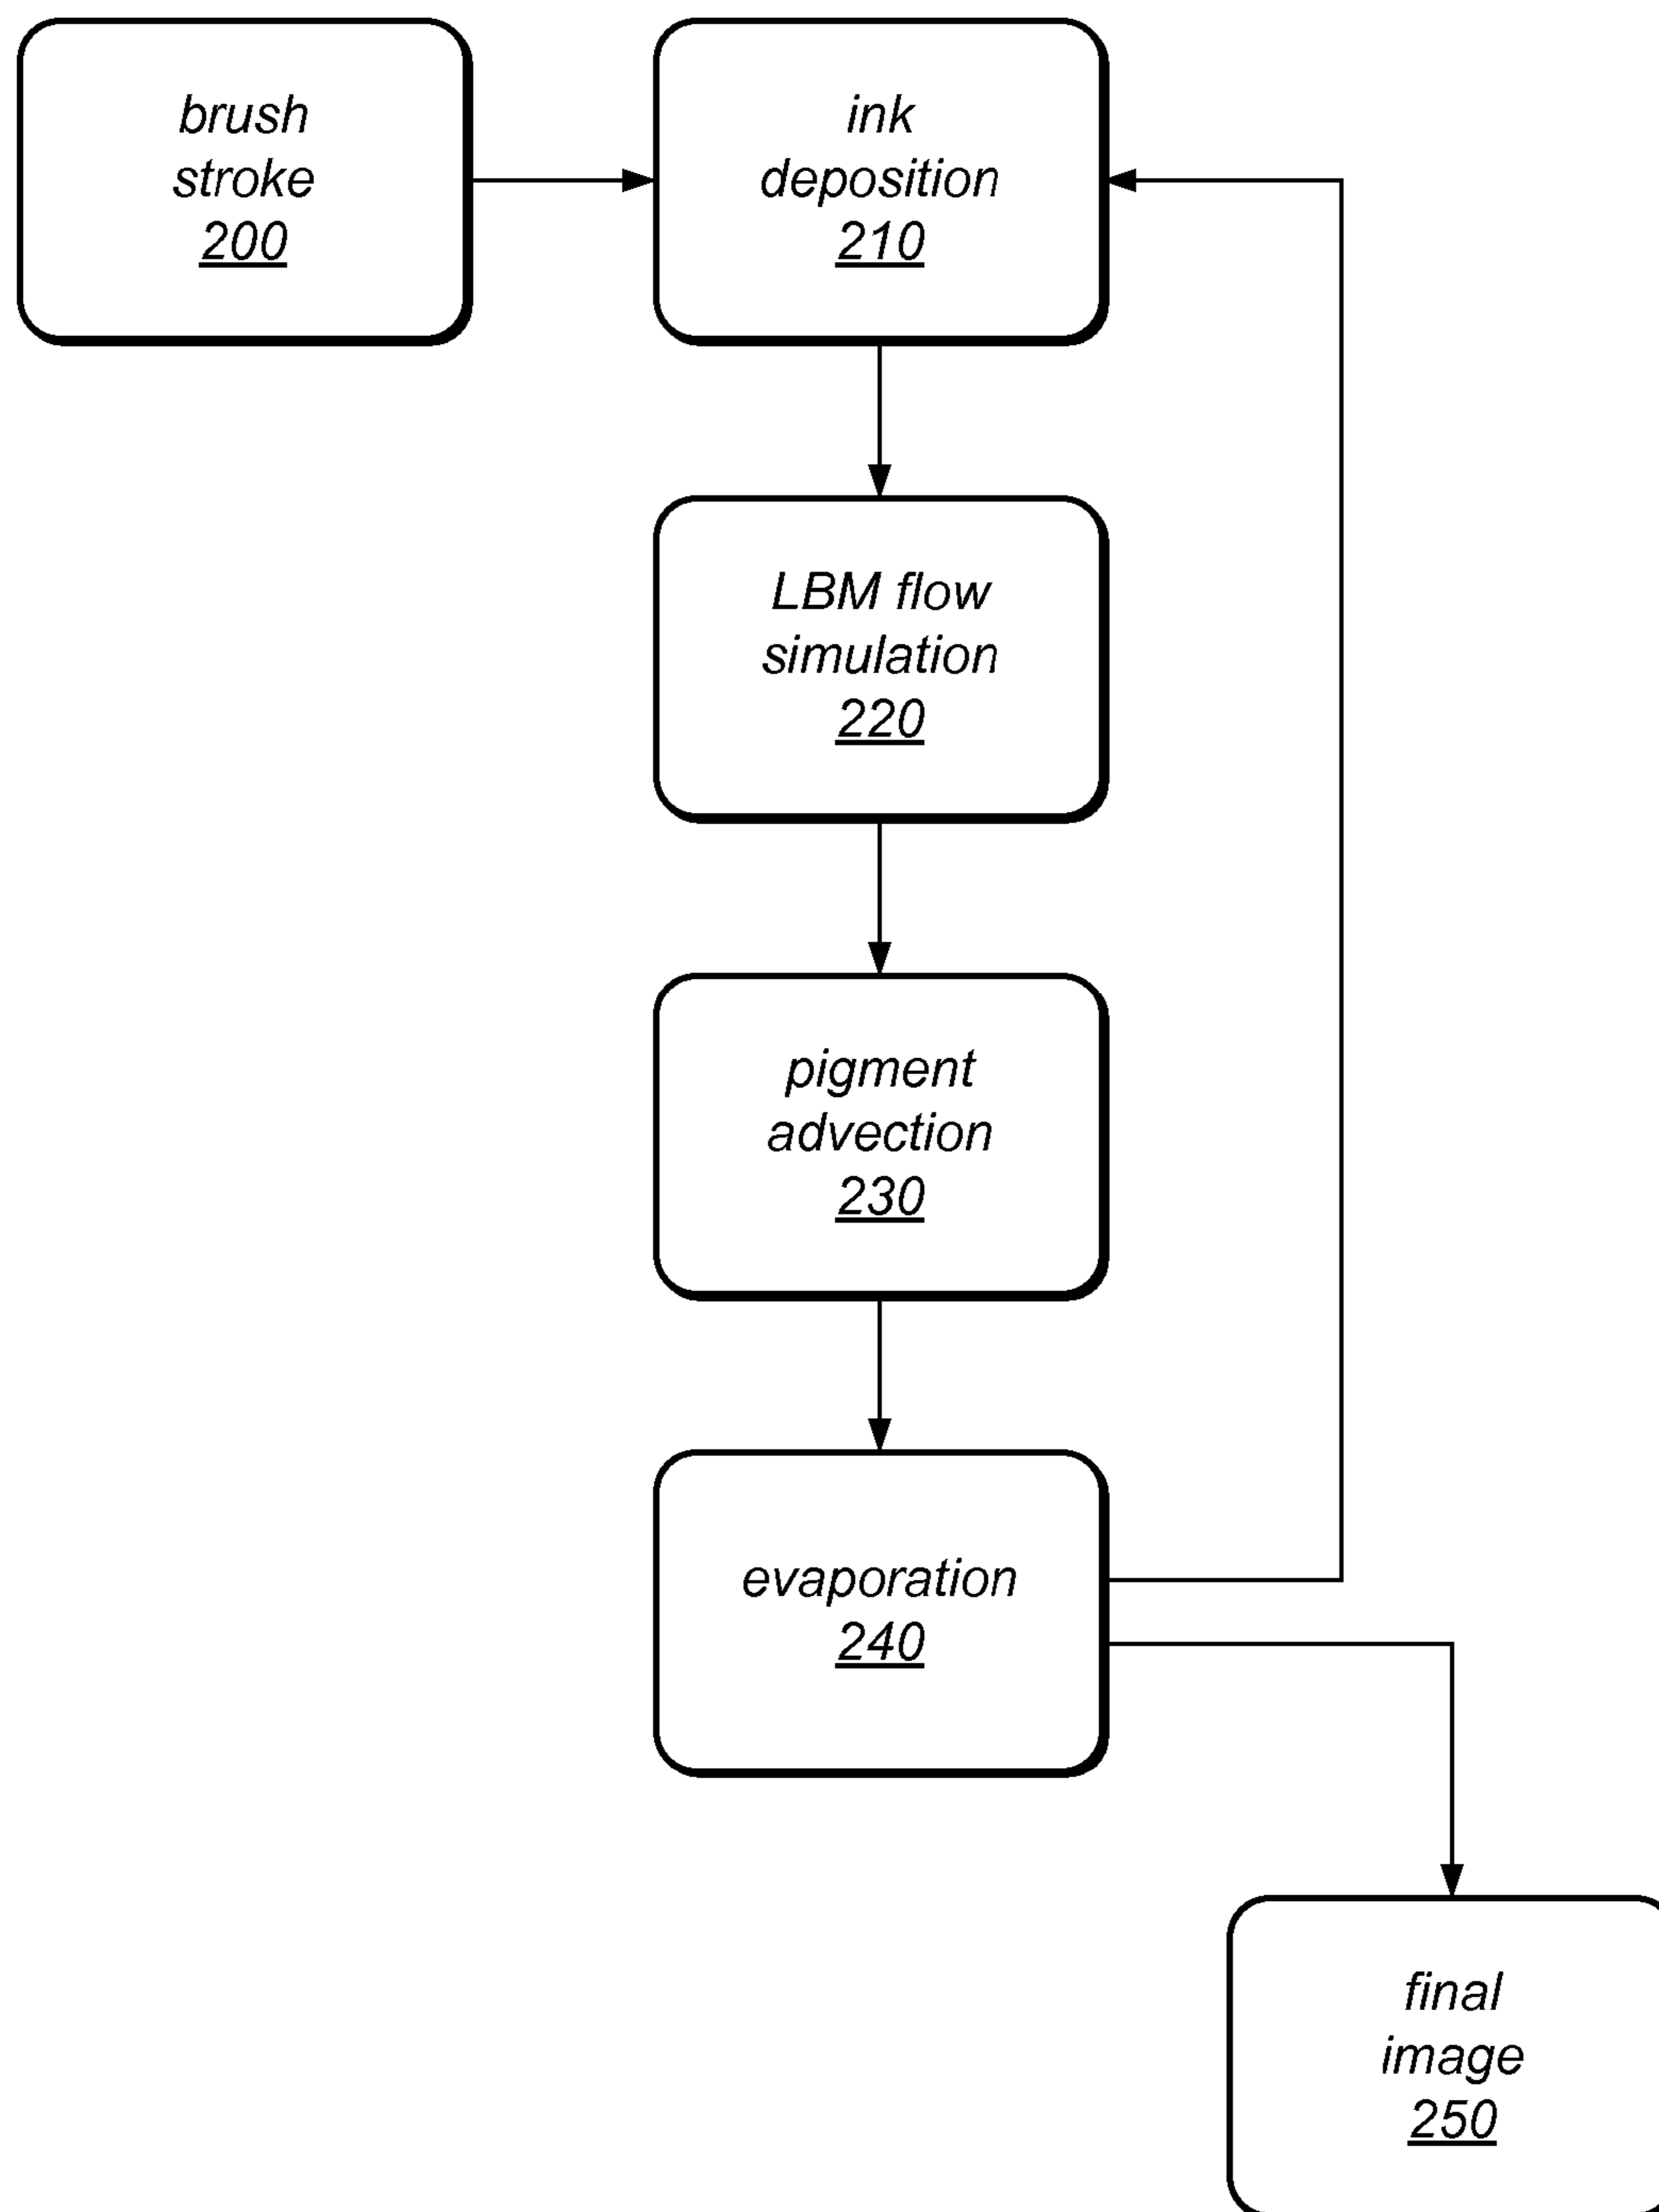 brush
stroke
200
ink
deposition
210
LBM flow
simulation
220
pigment
advection
230
evaporation
240
final
image
250